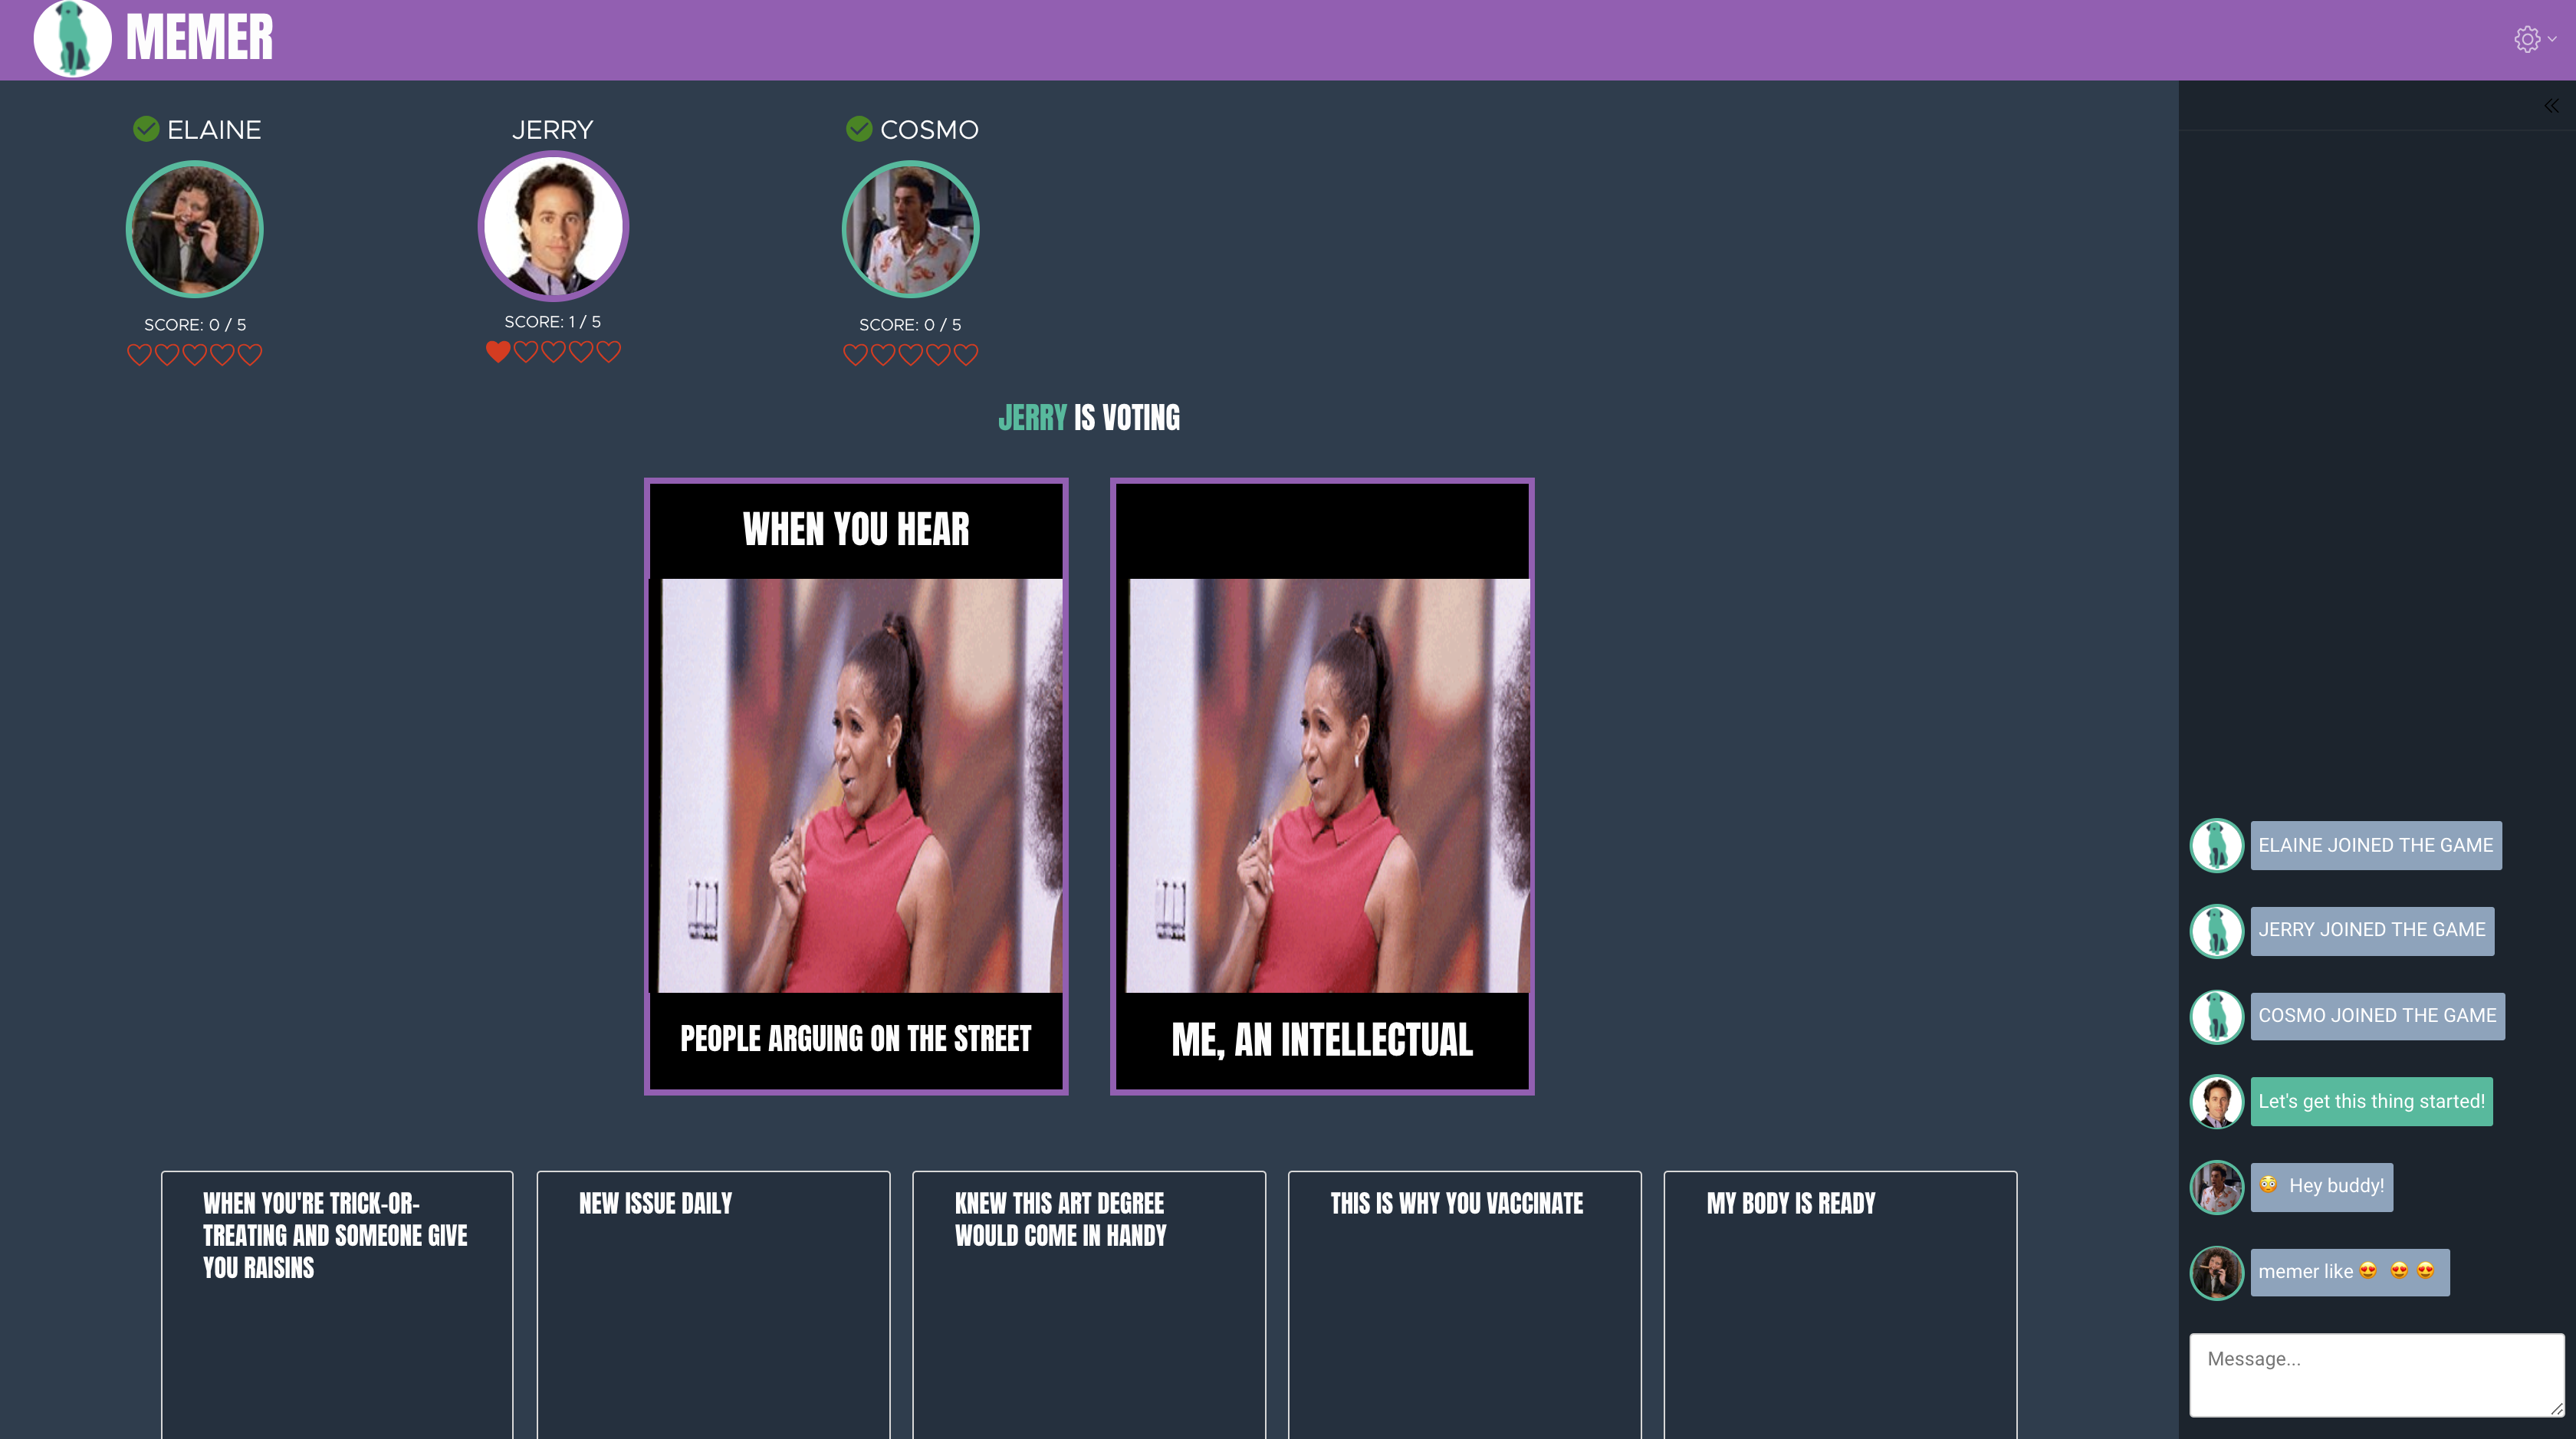 MEMER
ELAINE
JERRY
COSMO
SCORE: 0 / 5
SCORE: 1 / 5
SCORE: 0 / 5
JERRY IS VOTING
WHEN YOU HEAR
PEOPLE ARGUING ON THE STREET
ME, AN INTELLECTUAL
WHEN YOU'RE TRICK-OR-
TREATING AND SOMEONE GIVE
YOU RAISINS
NEW ISSUE DAILY
KNEW THIS ART DEGREE
WOULD COME IN HANDY
THIS IS WHY YOU VACCINATE
MY BODY IS READY
ELAINE JOINED THE GAME
JERRY JOINED THE GAME
COSMO JOINED THE GAME
Let's get this thing started!
😳 Hey buddy!
memer like 😍 😍 😍
Message...